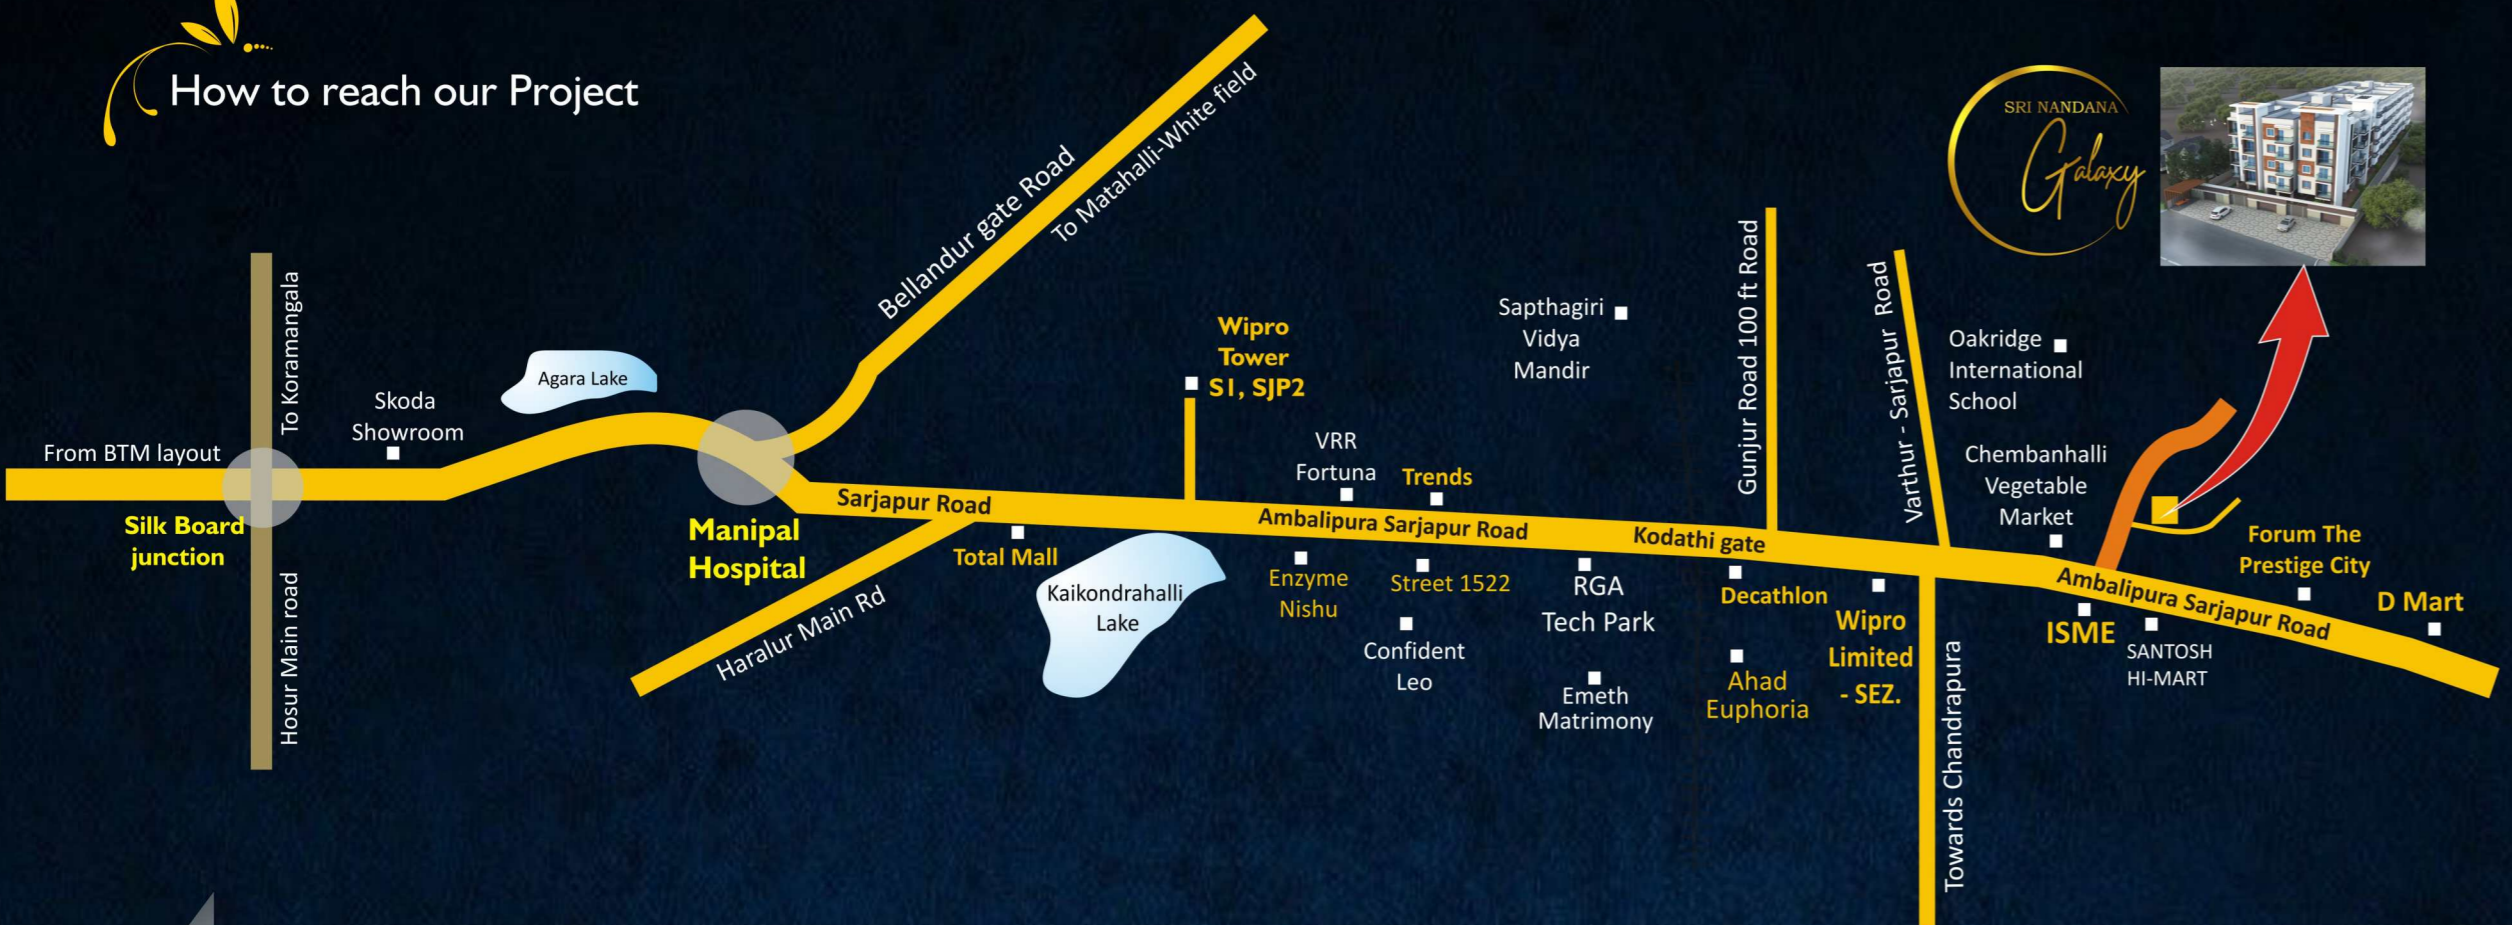 How to reach our Project
SRI NANDANA
Galaxy
From BTM layout
Silk Board
junction
To Koramangala
Hosur Main road
Skoda
Showroom
Agara Lake
Manipal
Hospital
Bellandur gate Road
To Matahalli-White field
Sarjapur Road
Haralur Main Rd
Total Mall
Kaikondrahalli
Lake
Wipro
Tower
S1, SJP2
Ambalipura Sarjapur Road
VRR
Fortuna
Trends
Enzyme
Nishu
Street 1522
Confident
Leo
Sapthagiri
Vidya
Mandir
RGA
Tech Park
Emeth
Matrimony
Kodathi gate
Gunjur Road 100 ft Road
Decathlon
Ahad
Euphoria
Wipro
Limited
- SEZ.
Varthur - Sarjapur Road
Towards Chandrapura
Oakridge
International
School
Chembanhalli
Vegetable
Market
Ambalipura Sarjapur Road
ISME
SANTOSH
HI-MART
Forum The
Prestige City
D Mart